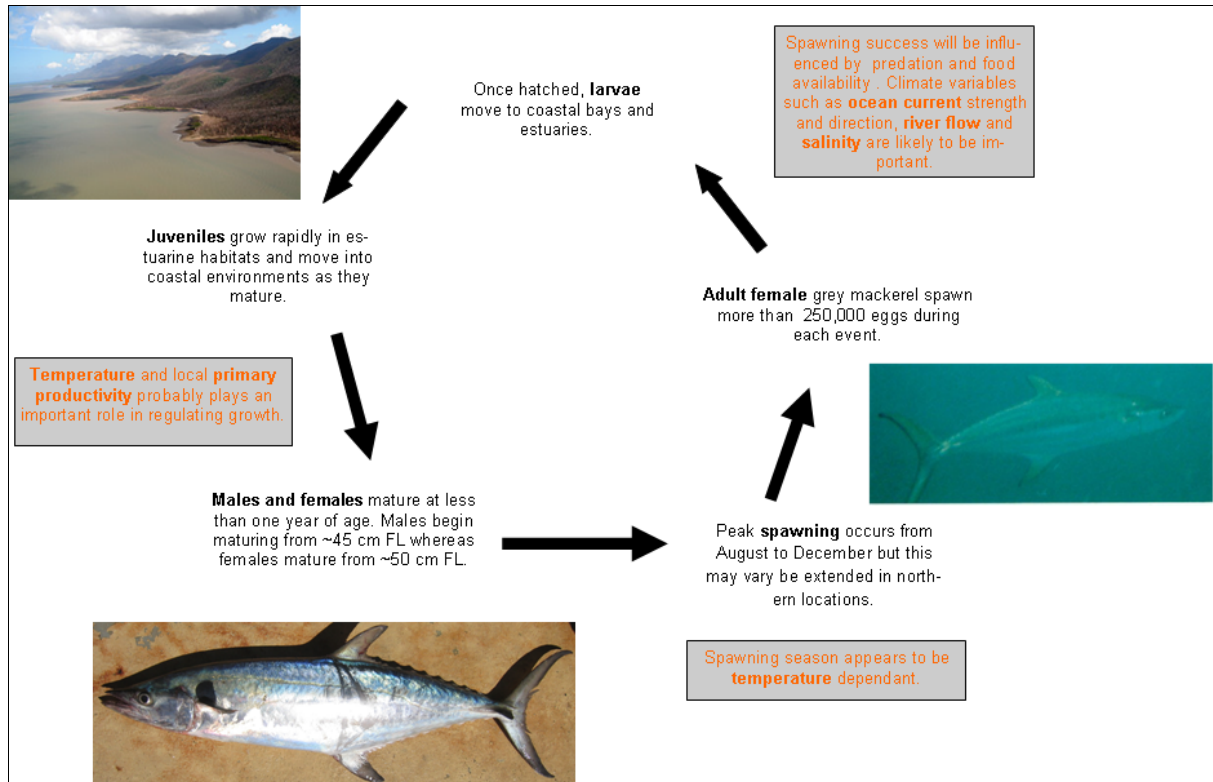 Once hatched, larvae
move to coastal bays and
estuaries.
Spawning success will be influ-
enced by predation and food
availability . Climate variables
such as ocean current strength
and direction, river flow and
salinity are likely to be im-
portant.
Juveniles grow rapidly in es-
tuarine habitats and move into
coastal environments as they
mature.
Adult female grey mackerel spawn
more than 250,000 eggs during
each event.
Temperature and local primary
productivity probably plays an
important role in regulating growth.
Males and females mature at less
than one year of age. Males begin
maturing from ~45 cm FL whereas
females mature from ~50 cm FL.
Peak spawning occurs from
August to December but this
may vary be extended in north-
ern locations.
Spawning season appears to be
temperature dependant.